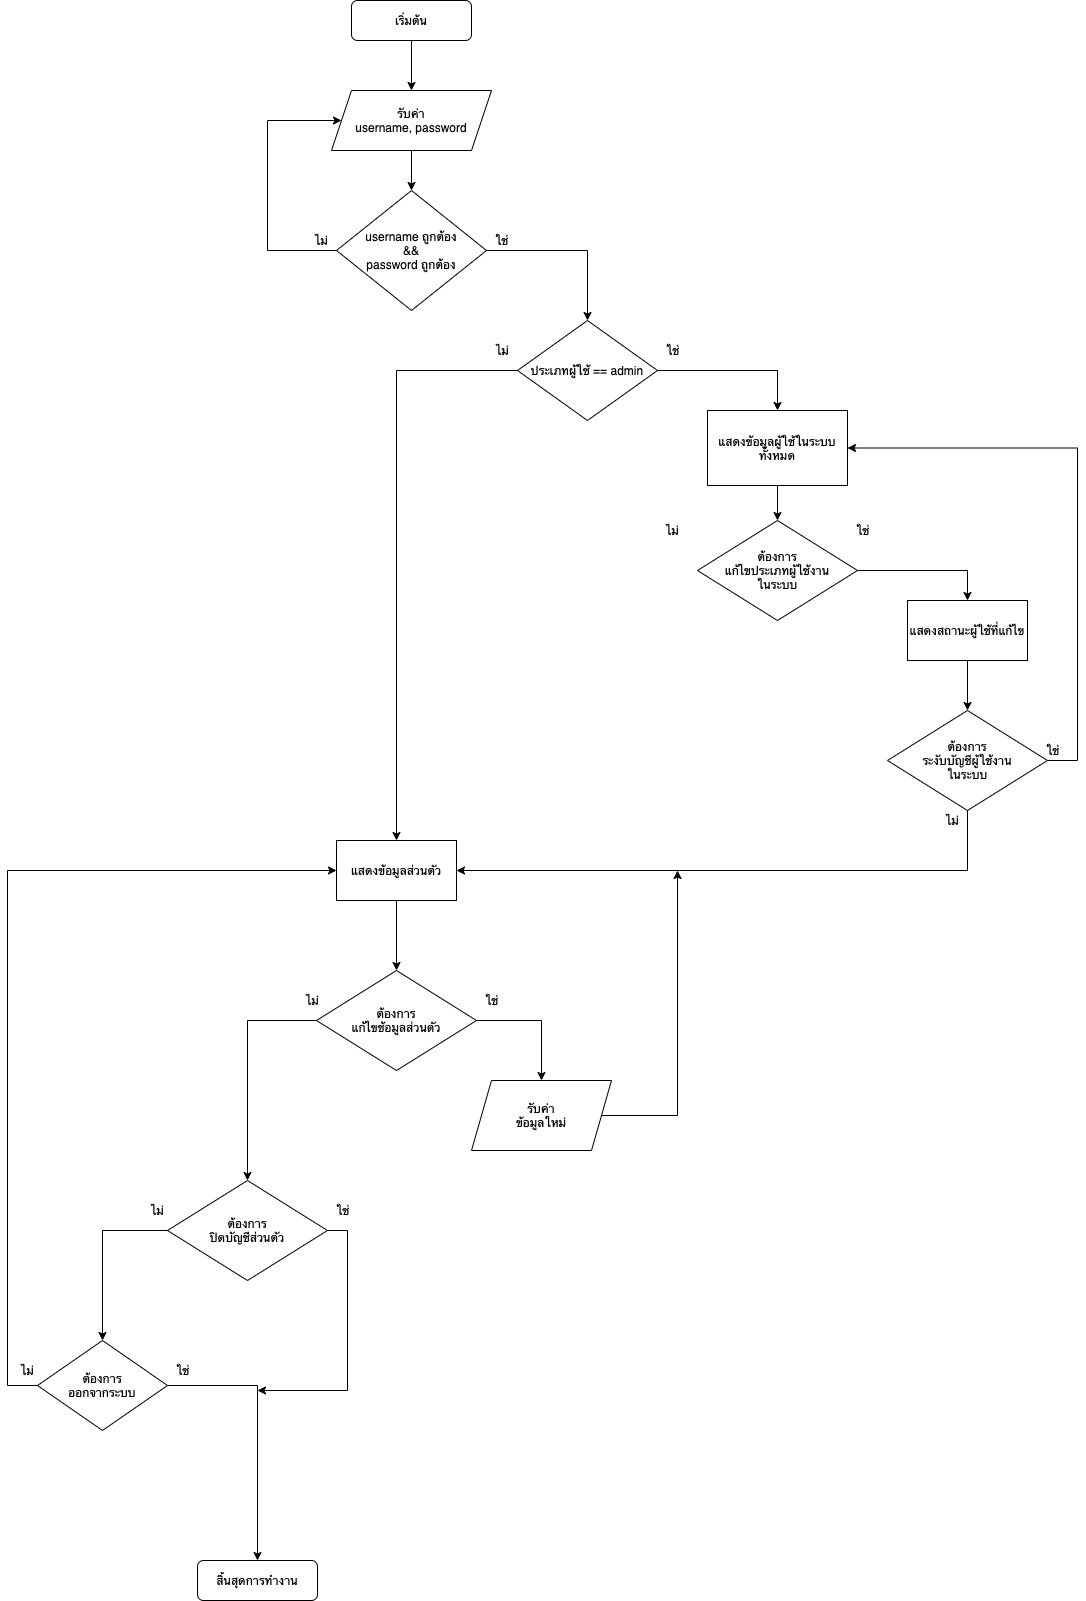 เริ่มต้น
รับค่า
username, password
username ถูกต้อง
&&
password ถูกต้อง
ไม่
ใช่
ประเภทผู้ใช้ == admin
ไม่
ใช่
แสดงข้อมูลผู้ใช้ในระบบ
ทั้งหมด
ไม่
ใช่
ต้องการ
แก้ไขประเภทผู้ใช้งาน
ในระบบ
แสดงสถานะผู้ใช้ที่แก้ไข
ต้องการ
ระงับบัญชีผู้ใช้งาน
ในระบบ
ใช่
ไม่
แสดงข้อมูลส่วนตัว
ไม่
ใช่
ต้องการ
แก้ไขข้อมูลส่วนตัว
รับค่า
ข้อมูลใหม่
ไม่
ใช่
ต้องการ
ปิดบัญชีส่วนตัว
ไม่
ใช่
ต้องการ
ออกจากระบบ
สิ้นสุดการทำงาน